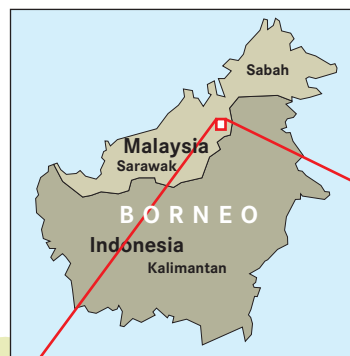 Sabah
Malaysia
Sarawak
BORNEO
Indonesia
Kalimantan